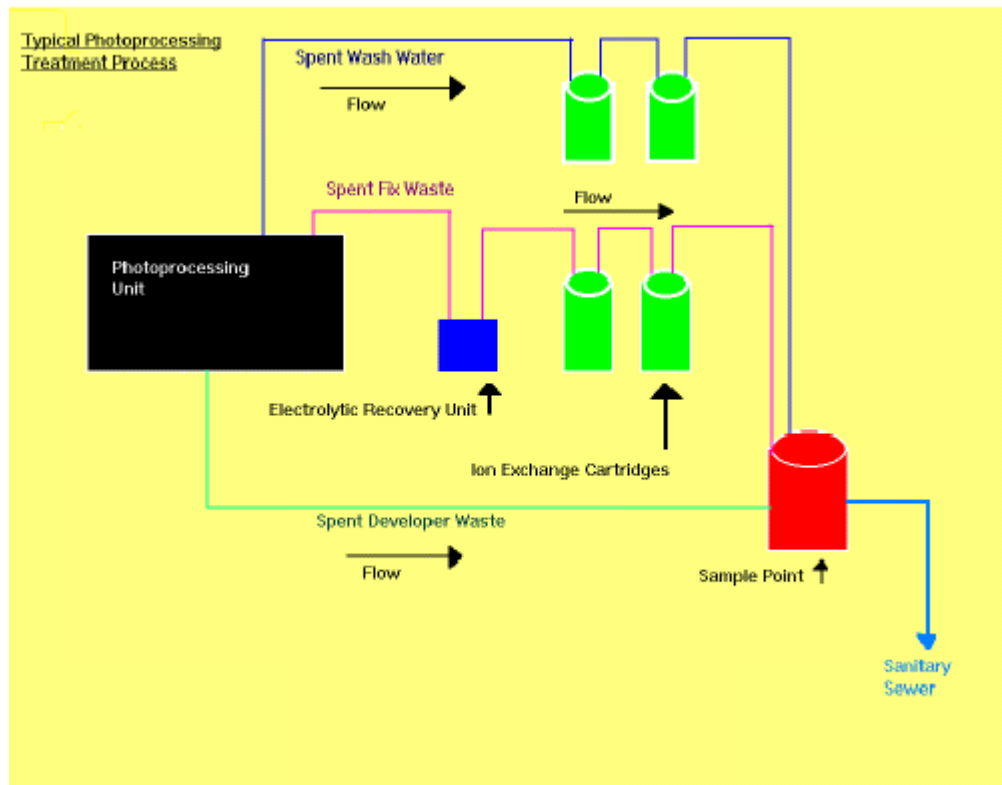 Typical Photoprocessing
Treatment Process
Spent Wash Water
Flow
Spent Fix Waste
Flow
Photoprocessing
Unit
Electrolytic Recovery Unit
Ion Exchange Cartridges
Spent Developer Waste
Flow
Sample Point
Sanitary
Sewer